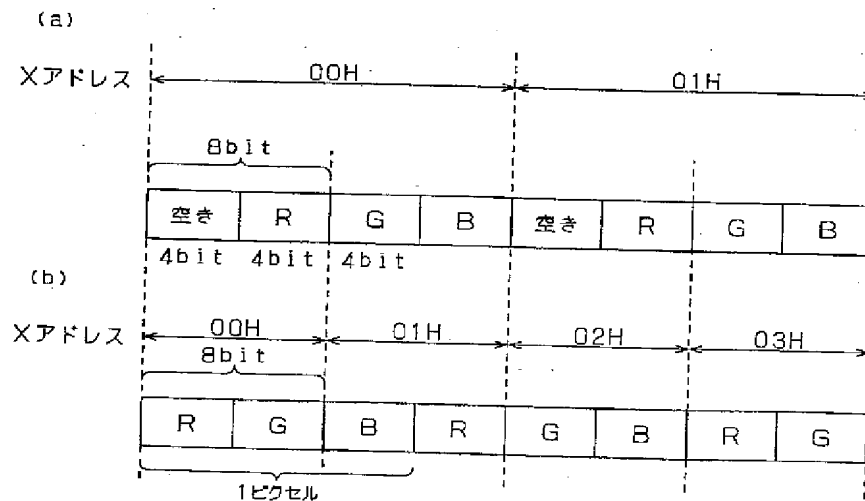 (a)
Xアドレス 00H 01H
8bit
空き R G B 空き R G B
4bit 4bit 4bit
(b)
Xアドレス 00H 01H 02H 03H
8bit
R G B R G B R G
1ピクセル